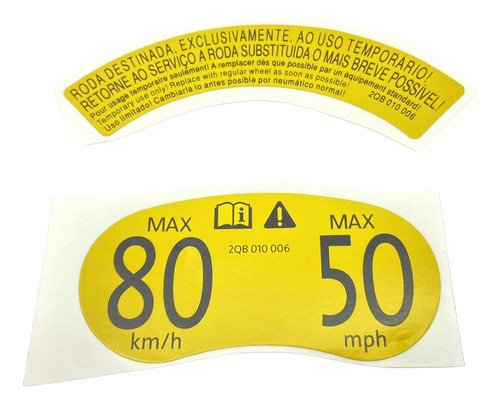 RODA DESTINADA, EXCLUSIVAMENTE, AO USO TEMPORÁRIO!
RETORNE AO SERVIÇO A RODA SUBSTITUIDA O MAIS BREVE POSSÍVEL!
Pour usage temporaire seulement! A remplacer dès que possible par un équipement standard!
Temporary use only! Replace with regular wheel as soon as possible!
Uso limitado! Cambiarla lo antes posible por neumático normal!
2QB 010 006
MAX
MAX
2QB 010 006
80
50
km/h
mph